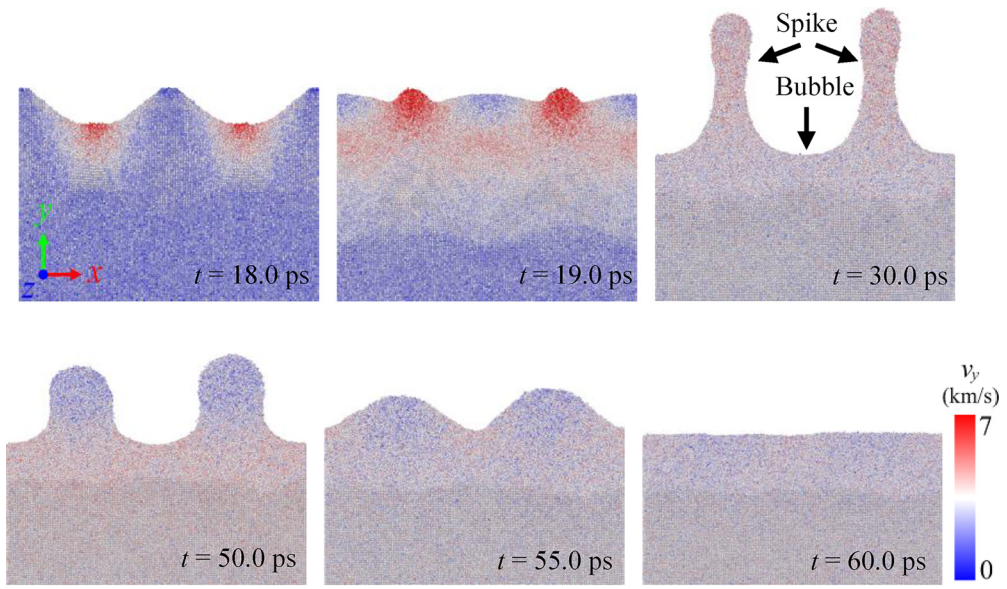 Spike
Bubble
y
x
z
t = 18.0 ps
t = 19.0 ps
t = 30.0 ps
t = 50.0 ps
t = 55.0 ps
t = 60.0 ps
vy
(km/s)
7
0